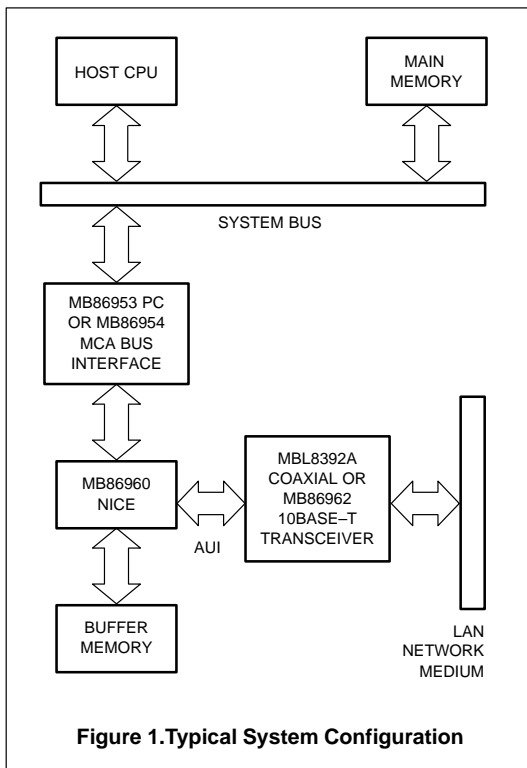 HOST CPU
MAIN
MEMORY
SYSTEM BUS
MB86953 PC
OR MB86954
MCA BUS
INTERFACE
MB86960
NICE
AUI
MBL8392A
COAXIAL OR
MB86962
10BASE–T
TRANSCEIVER
BUFFER
MEMORY
LAN
NETWORK
MEDIUM
Figure 1.Typical System Configuration